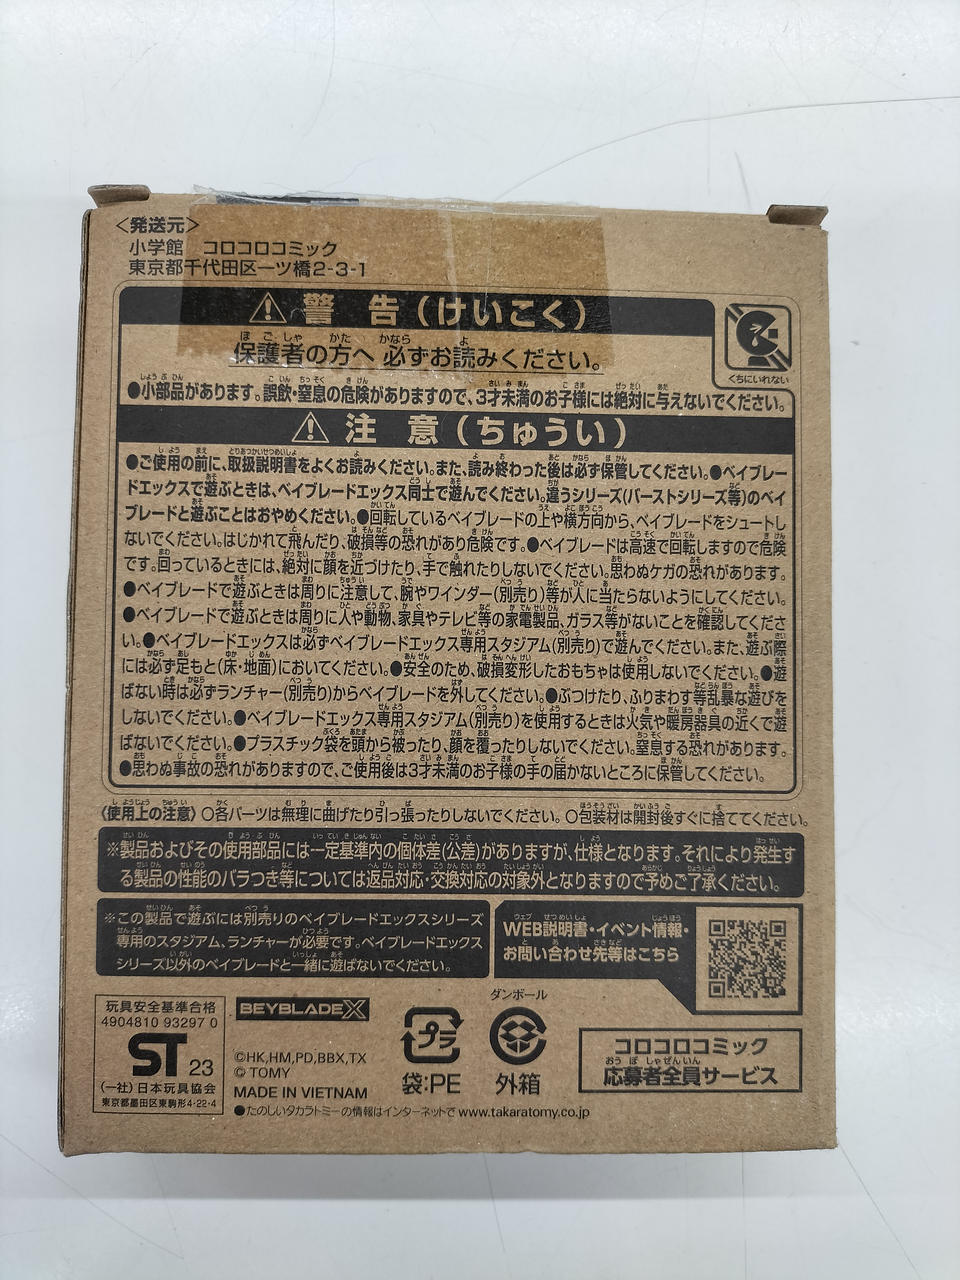 <発送元>
小学館 コロコロコミック
東京都千代田区一ツ橋2-3-1
⚠警 告(けいこく)
保護者の方へ 必ずお読みください。
くちにいれない
●小部品があります。誤飲・窒息の危険がありますので、3才未満のお子様には絶対に与えないでください。
⚠注 意(ちゅうい)
●ご使用の前に、取扱説明書をよくお読みください。また、読み終わった後は必ず保管してください。●ベイブレー
ドエックスで遊ぶときは、ベイブレードエックス同士で遊んでください。違うシリーズ(バーストシリーズ等)のベイ
ブレードと遊ぶことはおやめください。●回転しているベイブレードの上や横方向から、ベイブレードをシュートし
ないでください。はじかれて飛んだり、破損等の恐れがあり危険です。●ベイブレードは高速で回転しますので危険
です。回っているときには、絶対に顔を近づけたり、手で触れたりしないでください。思わぬケガの恐れがあります。
●ベイブレードで遊ぶときは周りに注意して、腕やワインダー(別売り)等が人に当たらないようにしてください。
●ベイブレードで遊ぶときは周りに人や動物、家具やテレビ等の家電製品、ガラス等がないことを確認してくださ
い。●ベイブレードエックスは必ずベイブレードエックス専用スタジアム(別売り)で遊んでください。また、遊ぶ際
には必ず足もと(床・地面)においてください。●安全のため、破損変形したおもちゃは使用しないでください。●遊
ばない時は必ずランチャー(別売り)からベイブレードを外してください。●ぶつけたり、ふりまわす等乱暴な遊びを
しないでください。●ベイブレードエックス専用スタジアム(別売り)を使用するときは火気や暖房器具の近くで遊
ばないでください。●プラスチック袋を頭から被ったり、顔を覆ったりしないでください。窒息する恐れがあります。
●思わぬ事故の恐れがありますので、ご使用後は3才未満のお子様の手の届かないところに保管してください。
〈使用上の注意〉○各パーツは無理に曲げたり引っ張ったりしないでください。○包装材は開封後すぐに捨ててください。
※製品およびその使用部品には一定基準内の個体差(公差)がありますが、仕様となります。それにより発生す
る製品の性能のバラつき等については返品対応・交換対応の対象外となりますので予めご了承ください。
※この製品で遊ぶには別売りのベイブレードエックスシリーズ
専用のスタジアム、ランチャーが必要です。ベイブレードエックス
シリーズ以外のベイブレードと一緒に遊ばないでください。
WEB説明書・イベント情報・
お問い合わせ先等はこちら
玩具安全基準合格
4904810 93297 0
ST 23
(一社)日本玩具協会
東京都墨田区東駒形4-22-4
BEYBLADE X
©HK,HM,PD,BBX,TX
© TOMY
MADE IN VIETNAM
プラ
袋:PE
ダンボール
外箱
コロコロコミック
応募者全員サービス
●たのしいタカラトミーの情報はインターネットで www.takaratomy.co.jp